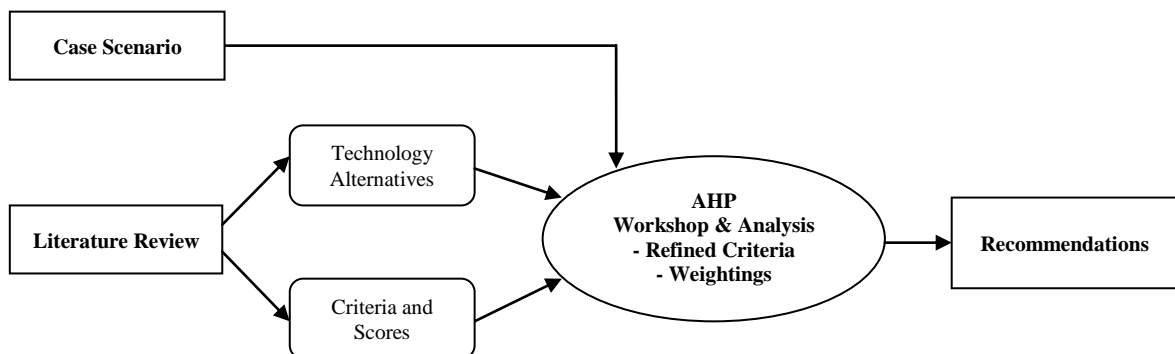 Case Scenario
Technology
Alternatives
Literature Review
Criteria and
Scores
AHP
Workshop & Analysis
- Refined Criteria
- Weightings
Recommendations